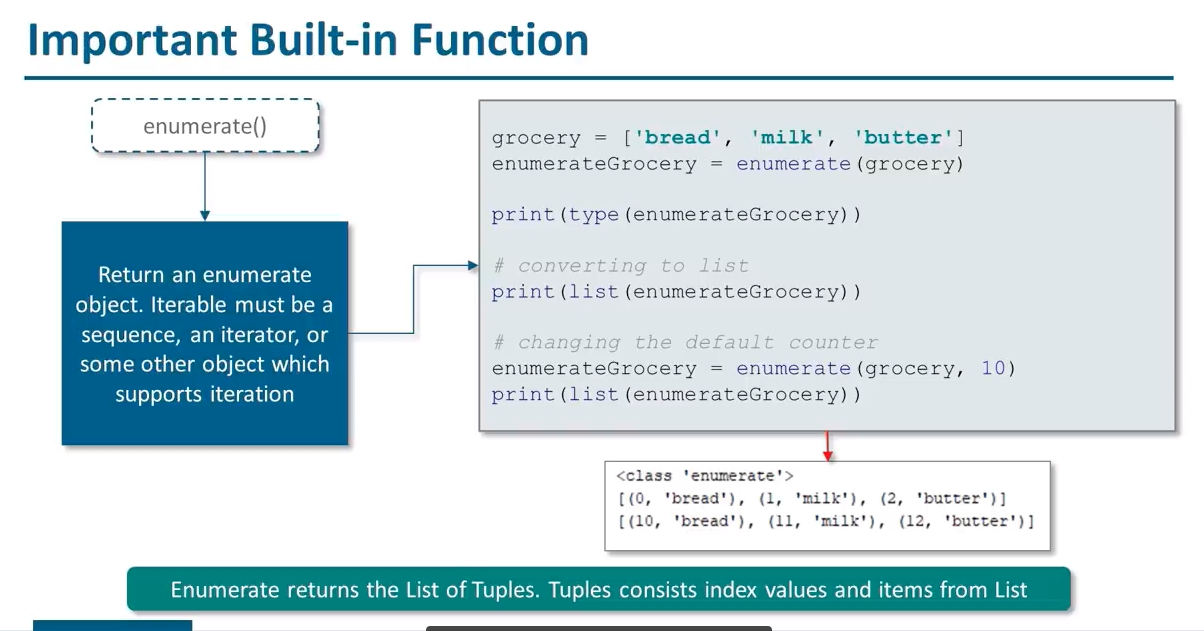 Important Built-in Function
enumerate()
Return an enumerate
object. Iterable must be a
sequence, an iterator, or
some other object which
supports iteration
grocery = ['bread', 'milk', 'butter']
enumerateGrocery = enumerate(grocery)
print(type(enumerateGrocery))
# converting to list
print(list(enumerateGrocery))
# changing the default counter
enumerateGrocery = enumerate(grocery, 10)
print(list(enumerateGrocery))
<class 'enumerate'>
[(0, 'bread'), (1, 'milk'), (2, 'butter')]
[(10, 'bread'), (11, 'milk'), (12, 'butter')]
Enumerate returns the List of Tuples. Tuples consists index values and items from List